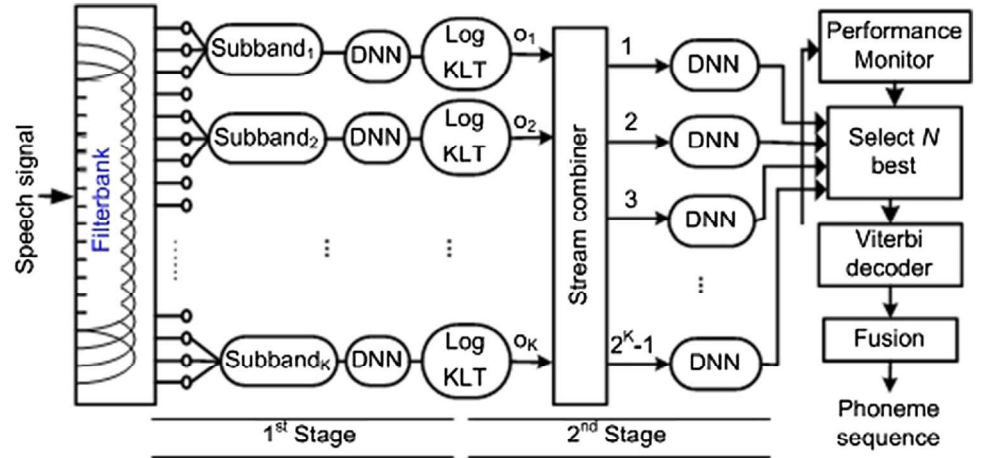 Speech signal
Filterbank
Subband₁
DNN
Log
KLT
o₁
Subband₂
DNN
Log
KLT
o₂
Subband_K
DNN
Log
KLT
o_K
1ˢᵗ Stage
Stream combiner
1
DNN
2
DNN
3
DNN
2ᴷ-1
DNN
2ⁿᵈ Stage
Performance
Monitor
Select N
best
Viterbi
decoder
Fusion
Phoneme
sequence